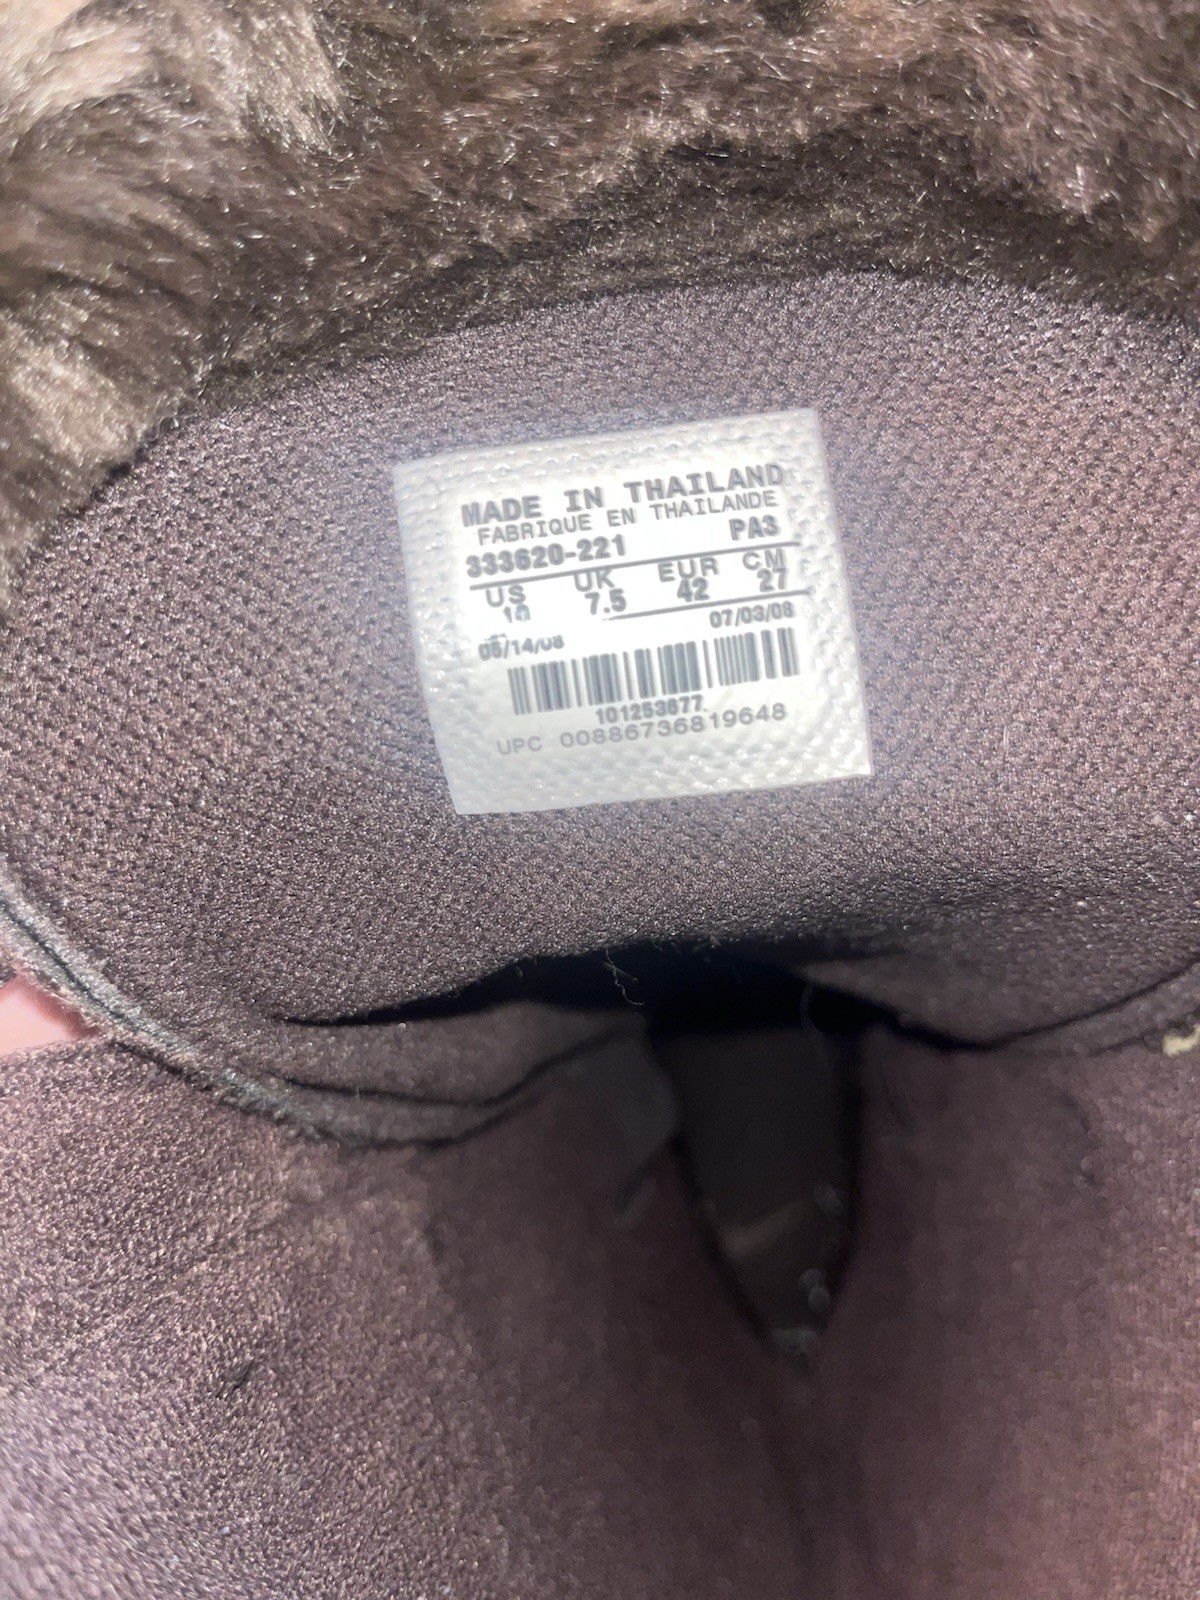 MADE IN THAILAND
FABRIQUE EN THAILANDE
333620-221 PA3
US UK EUR CM
10 7.5 42 27
05/14/08 07/03/08
101253677
UPC 00886736819648